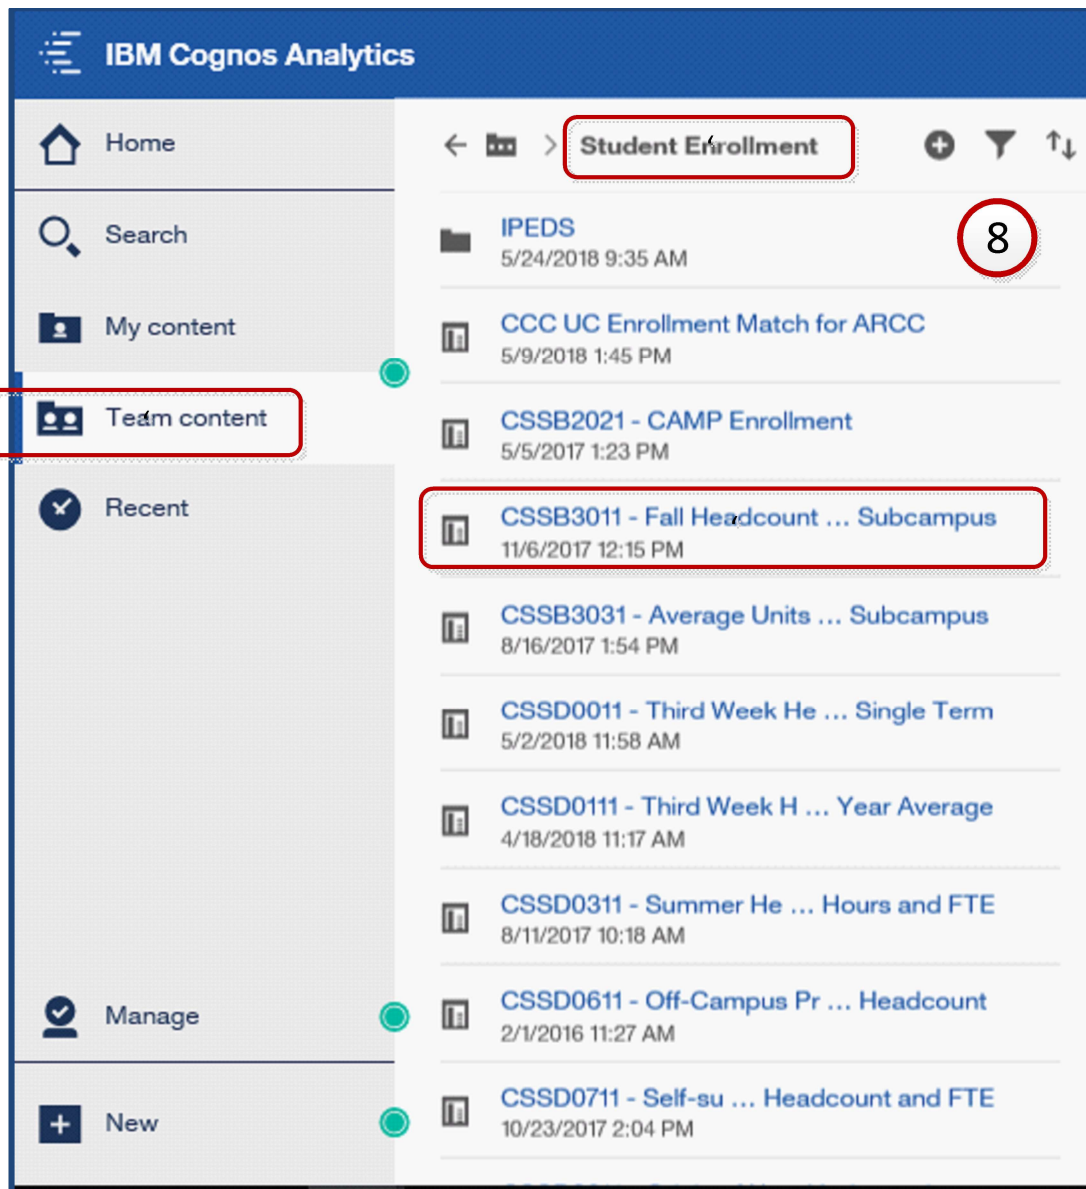 IBM Cognos Analytics
Home
Search
My content
Team content
Recent
Manage
New
Student Enrollment
8
IPEDS
5/24/2018 9:35 AM
CCC UC Enrollment Match for ARCC
5/9/2018 1:45 PM
CSSB2021 - CAMP Enrollment
5/5/2017 1:23 PM
CSSB3011 - Fall Headcount ... Subcampus
11/6/2017 12:15 PM
CSSB3031 - Average Units ... Subcampus
8/16/2017 1:54 PM
CSSD0011 - Third Week He ... Single Term
5/2/2018 11:58 AM
CSSD0111 - Third Week H ... Year Average
4/18/2018 11:17 AM
CSSD0311 - Summer He ... Hours and FTE
8/11/2017 10:18 AM
CSSD0611 - Off-Campus Pr ... Headcount
2/1/2016 11:27 AM
CSSD0711 - Self-su ... Headcount and FTE
10/23/2017 2:04 PM